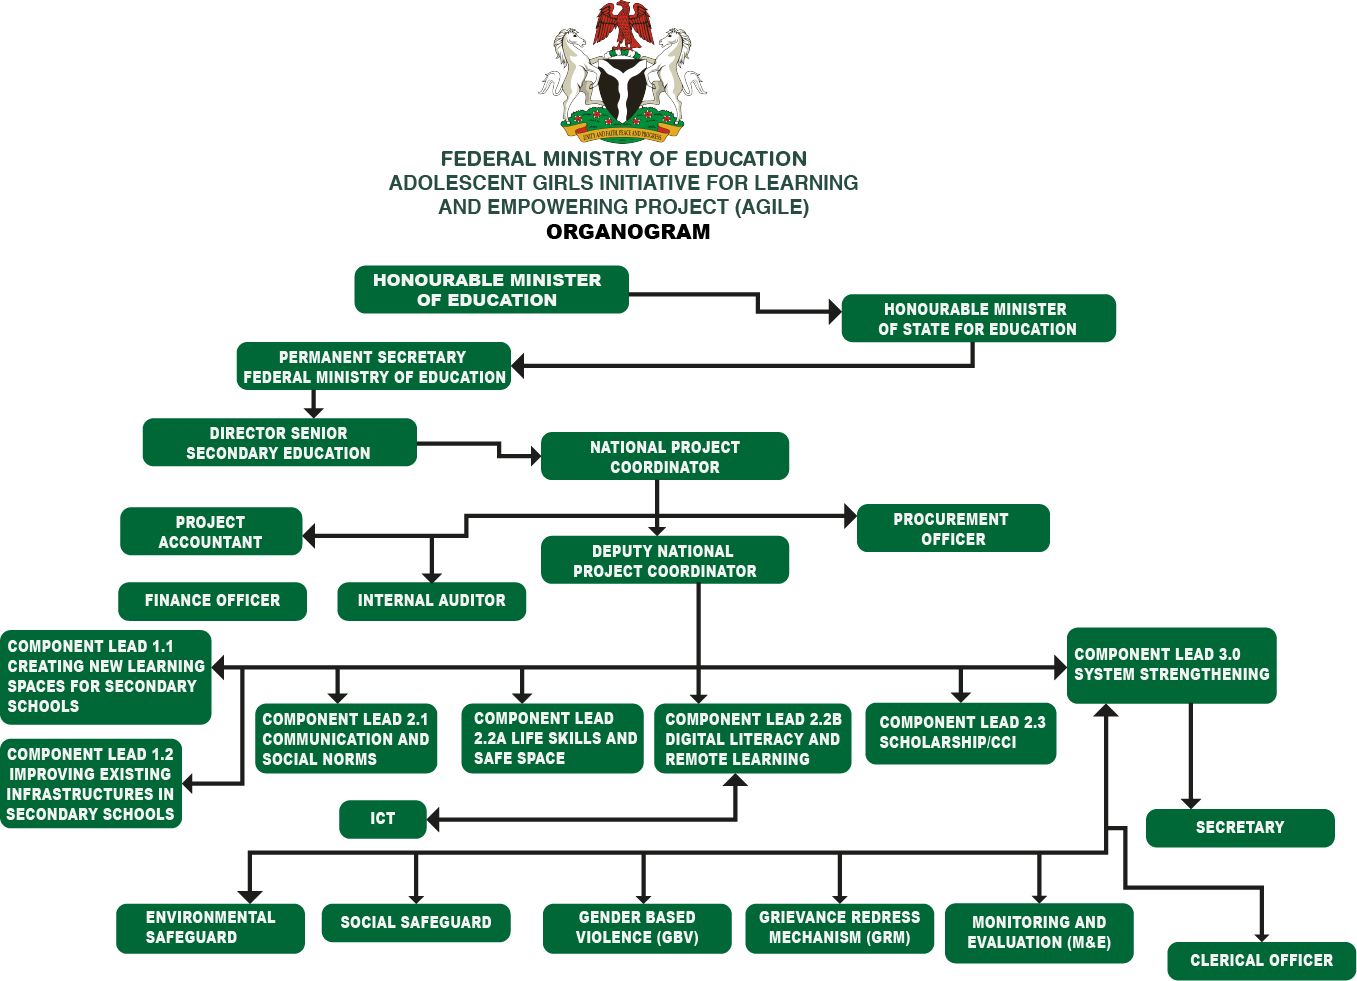 UNITY AND FAITH, PEACE AND PROGRESS
FEDERAL MINISTRY OF EDUCATION
ADOLESCENT GIRLS INITIATIVE FOR LEARNING
AND EMPOWERING PROJECT (AGILE)
ORGANOGRAM
HONOURABLE MINISTER
OF EDUCATION
HONOURABLE MINISTER
OF STATE FOR EDUCATION
PERMANENT SECRETARY
FEDERAL MINISTRY OF EDUCATION
DIRECTOR SENIOR
SECONDARY EDUCATION
NATIONAL PROJECT
COORDINATOR
PROJECT
ACCOUNTANT
PROCUREMENT
OFFICER
DEPUTY NATIONAL
PROJECT COORDINATOR
FINANCE OFFICER
INTERNAL AUDITOR
COMPONENT LEAD 1.1
CREATING NEW LEARNING
SPACES FOR SECONDARY
SCHOOLS
COMPONENT LEAD 3.0
SYSTEM STRENGTHENING
COMPONENT LEAD 2.1
COMMUNICATION AND
SOCIAL NORMS
COMPONENT LEAD
2.2A LIFE SKILLS AND
SAFE SPACE
COMPONENT LEAD 2.2B
DIGITAL LITERACY AND
REMOTE LEARNING
COMPONENT LEAD 2.3
SCHOLARSHIP/CCI
COMPONENT LEAD 1.2
IMPROVING EXISTING
INFRASTRUCTURES IN
SECONDARY SCHOOLS
ICT
SECRETARY
ENVIRONMENTAL
SAFEGUARD
SOCIAL SAFEGUARD
GENDER BASED
VIOLENCE (GBV)
GRIEVANCE REDRESS
MECHANISM (GRM)
MONITORING AND
EVALUATION (M&E)
CLERICAL OFFICER